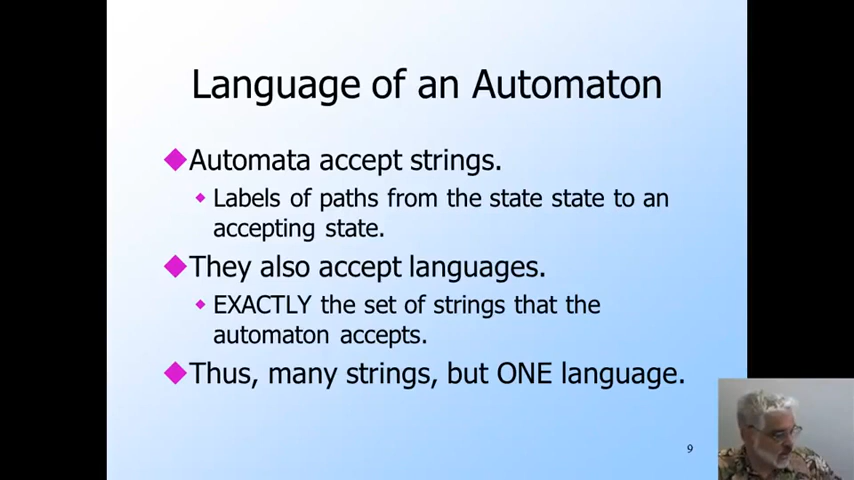 Language of an Automaton
Automata accept strings.
Labels of paths from the state state to an
accepting state.
They also accept languages.
EXACTLY the set of strings that the
automaton accepts.
Thus, many strings, but ONE language.
9